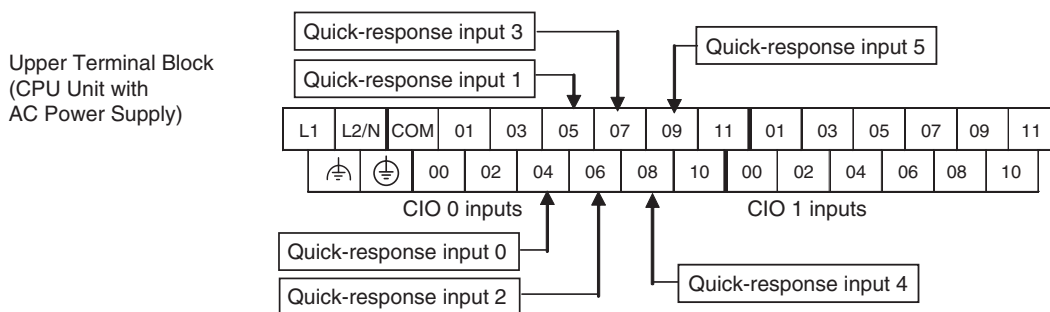 Quick-response input 3
Quick-response input 5
Upper Terminal Block
(CPU Unit with
AC Power Supply)
Quick-response input 1
L1 L2/N COM 01 03 05 07 09 11 01 03 05 07 09 11
00 02 04 06 08 10 00 02 04 06 08 10
CIO 0 inputs CIO 1 inputs
Quick-response input 0
Quick-response input 2
Quick-response input 4